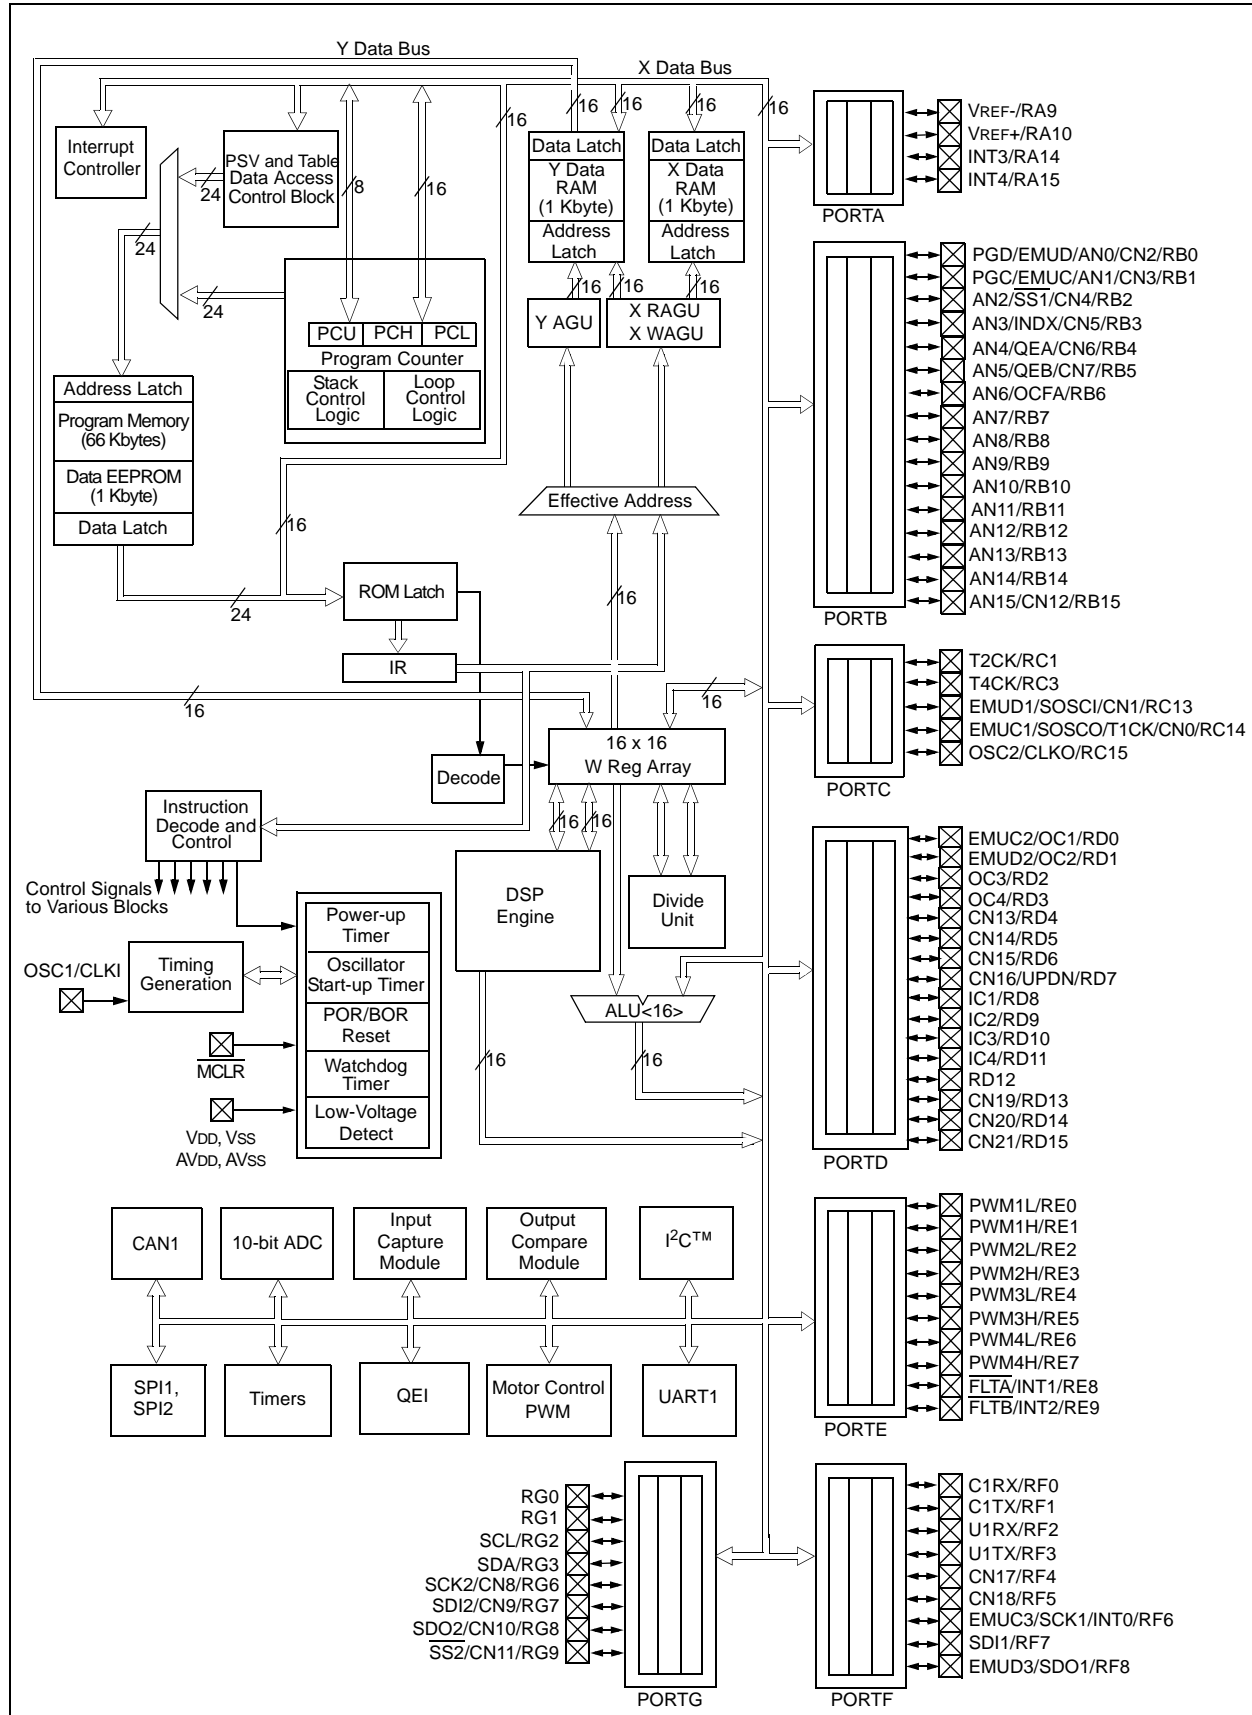 Y Data Bus
X Data Bus
16
16
16
16
16
Interrupt
Controller
PSV and Table
Data Access
Control Block
24
24
8
16
24
Data Latch
Y Data
RAM
(1 Kbyte)
Address
Latch
Data Latch
X Data
RAM
(1 Kbyte)
Address
Latch
16
16
16
Y AGU
X RAGU
X WAGU
PCU
PCH
PCL
Program Counter
Stack
Control
Logic
Loop
Control
Logic
Address Latch
Program Memory
(66 Kbytes)
Data EEPROM
(1 Kbyte)
Data Latch
Effective Address
16
24
ROM Latch
16
IR
16
16
16 x 16
W Reg Array
Decode
Instruction
Decode and
Control
16
16
Control Signals
to Various Blocks
DSP
Engine
Divide
Unit
Power-up
Timer
Oscillator
Start-up Timer
POR/BOR
Reset
Watchdog
Timer
Low-Voltage
Detect
OSC1/CLKI
Timing
Generation
MCLR
VDD, VSS
AVDD, AVSS
ALU<16>
16
16
CAN1
10-bit ADC
Input
Capture
Module
Output
Compare
Module
I²C™
SPI1,
SPI2
Timers
QEI
Motor Control
PWM
UART1
VREF-/RA9
VREF+/RA10
INT3/RA14
INT4/RA15
PORTA
PGD/EMUD/AN0/CN2/RB0
PGC/EMUC/AN1/CN3/RB1
AN2/SS1/CN4/RB2
AN3/INDX/CN5/RB3
AN4/QEA/CN6/RB4
AN5/QEB/CN7/RB5
AN6/OCFA/RB6
AN7/RB7
AN8/RB8
AN9/RB9
AN10/RB10
AN11/RB11
AN12/RB12
AN13/RB13
AN14/RB14
AN15/CN12/RB15
PORTB
T2CK/RC1
T4CK/RC3
EMUD1/SOSCI/CN1/RC13
EMUC1/SOSCO/T1CK/CN0/RC14
OSC2/CLKO/RC15
PORTC
EMUC2/OC1/RD0
EMUD2/OC2/RD1
OC3/RD2
OC4/RD3
CN13/RD4
CN14/RD5
CN15/RD6
CN16/UPDN/RD7
IC1/RD8
IC2/RD9
IC3/RD10
IC4/RD11
RD12
CN19/RD13
CN20/RD14
CN21/RD15
PORTD
PWM1L/RE0
PWM1H/RE1
PWM2L/RE2
PWM2H/RE3
PWM3L/RE4
PWM3H/RE5
PWM4L/RE6
PWM4H/RE7
FLTA/INT1/RE8
FLTB/INT2/RE9
PORTE
RG0
RG1
SCL/RG2
SDA/RG3
SCK2/CN8/RG6
SDI2/CN9/RG7
SDO2/CN10/RG8
SS2/CN11/RG9
PORTG
C1RX/RF0
C1TX/RF1
U1RX/RF2
U1TX/RF3
CN17/RF4
CN18/RF5
EMUC3/SCK1/INT0/RF6
SDI1/RF7
EMUD3/SDO1/RF8
PORTF